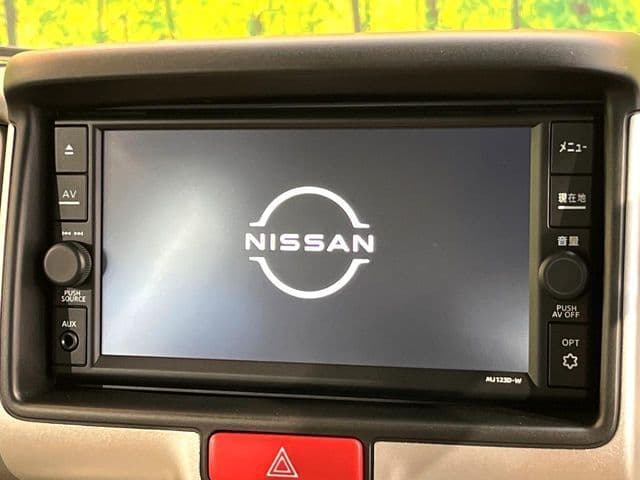 AV
PUSH
SOURCE
AUX
NISSAN
メニュー
現在地
音量
PUSH
AV OFF
OPT
MJ123D-W